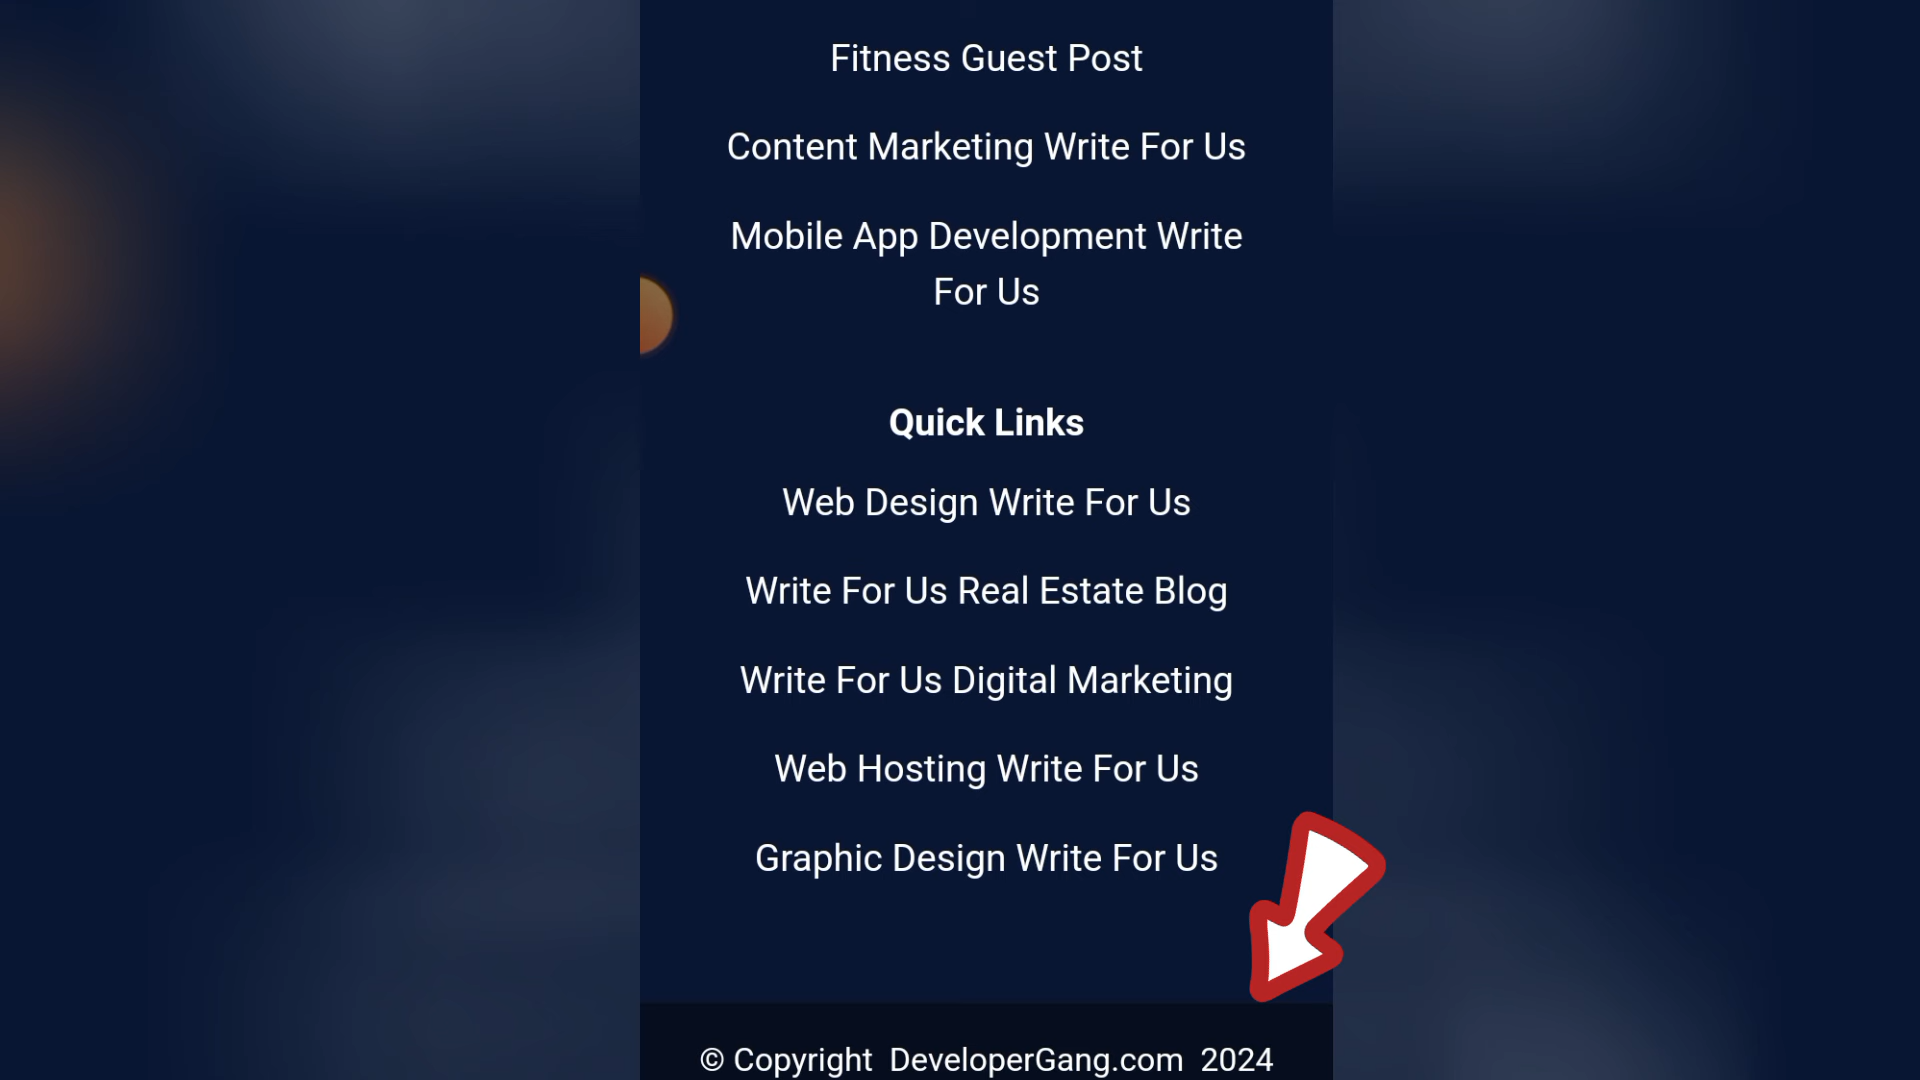 Fitness Guest Post
Content Marketing Write For Us
Mobile App Development Write
For Us
Quick Links
Web Design Write For Us
Write For Us Real Estate Blog
Write For Us Digital Marketing
Web Hosting Write For Us
Graphic Design Write For Us
© Copyright DeveloperGang.com 2024